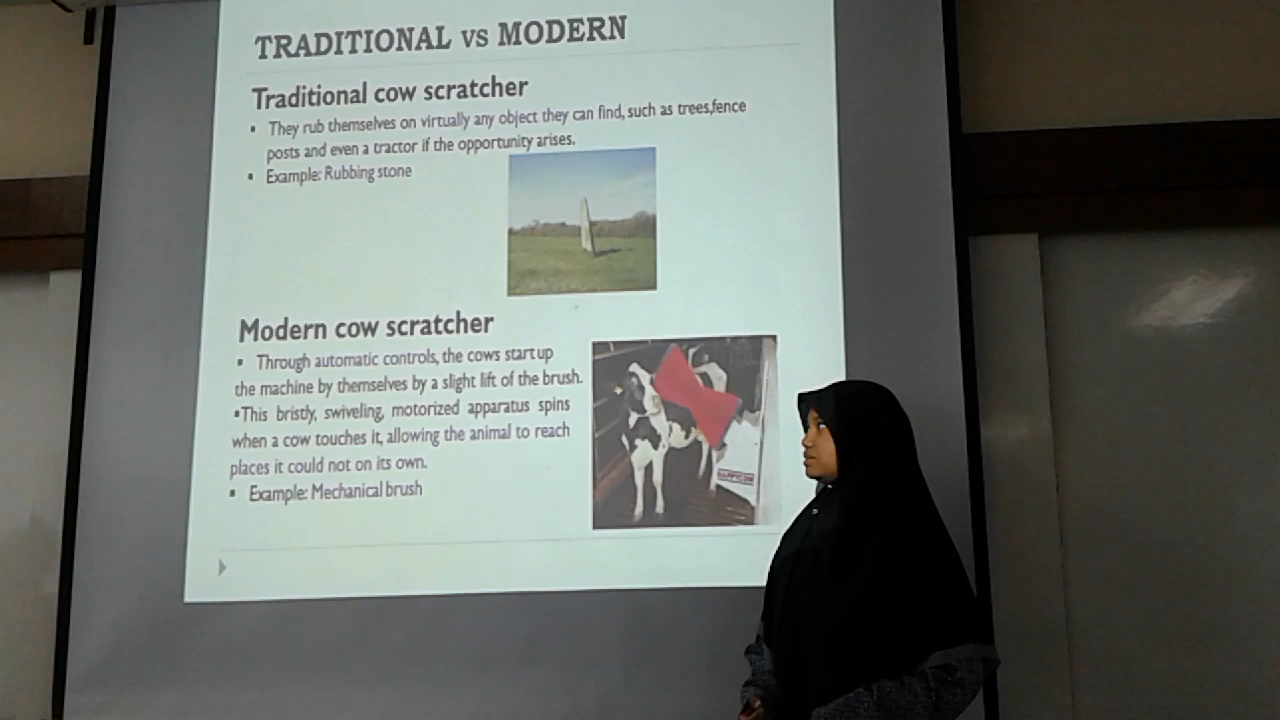 TRADITIONAL vs MODERN
Traditional cow scratcher
▪ They rub themselves on virtually any object they can find, such as trees,fence
posts and even a tractor if the opportunity arises.
▪ Example: Rubbing stone
Modern cow scratcher
▪ Through automatic controls, the cows start up
the machine by themselves by a slight lift of the brush.
▪This bristly, swiveling, motorized apparatus spins
when a cow touches it, allowing the animal to reach
places it could not on its own.
▪ Example: Mechanical brush
HAPPYCOW